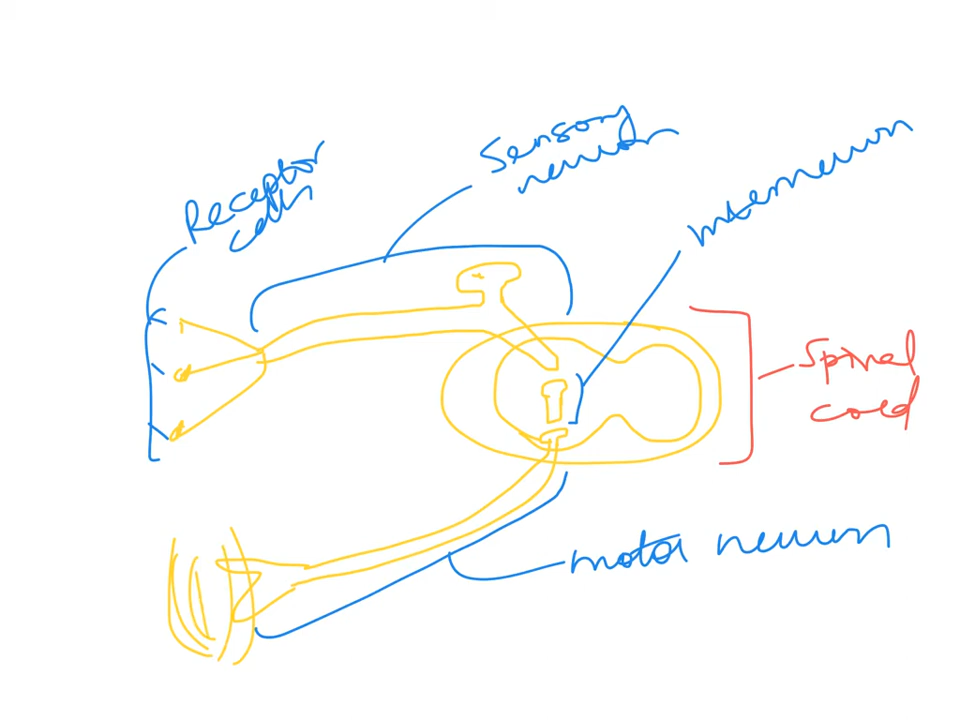 Sensory
neuron
Receptor
cells
interneuron
Spinal
cord
motor neuron